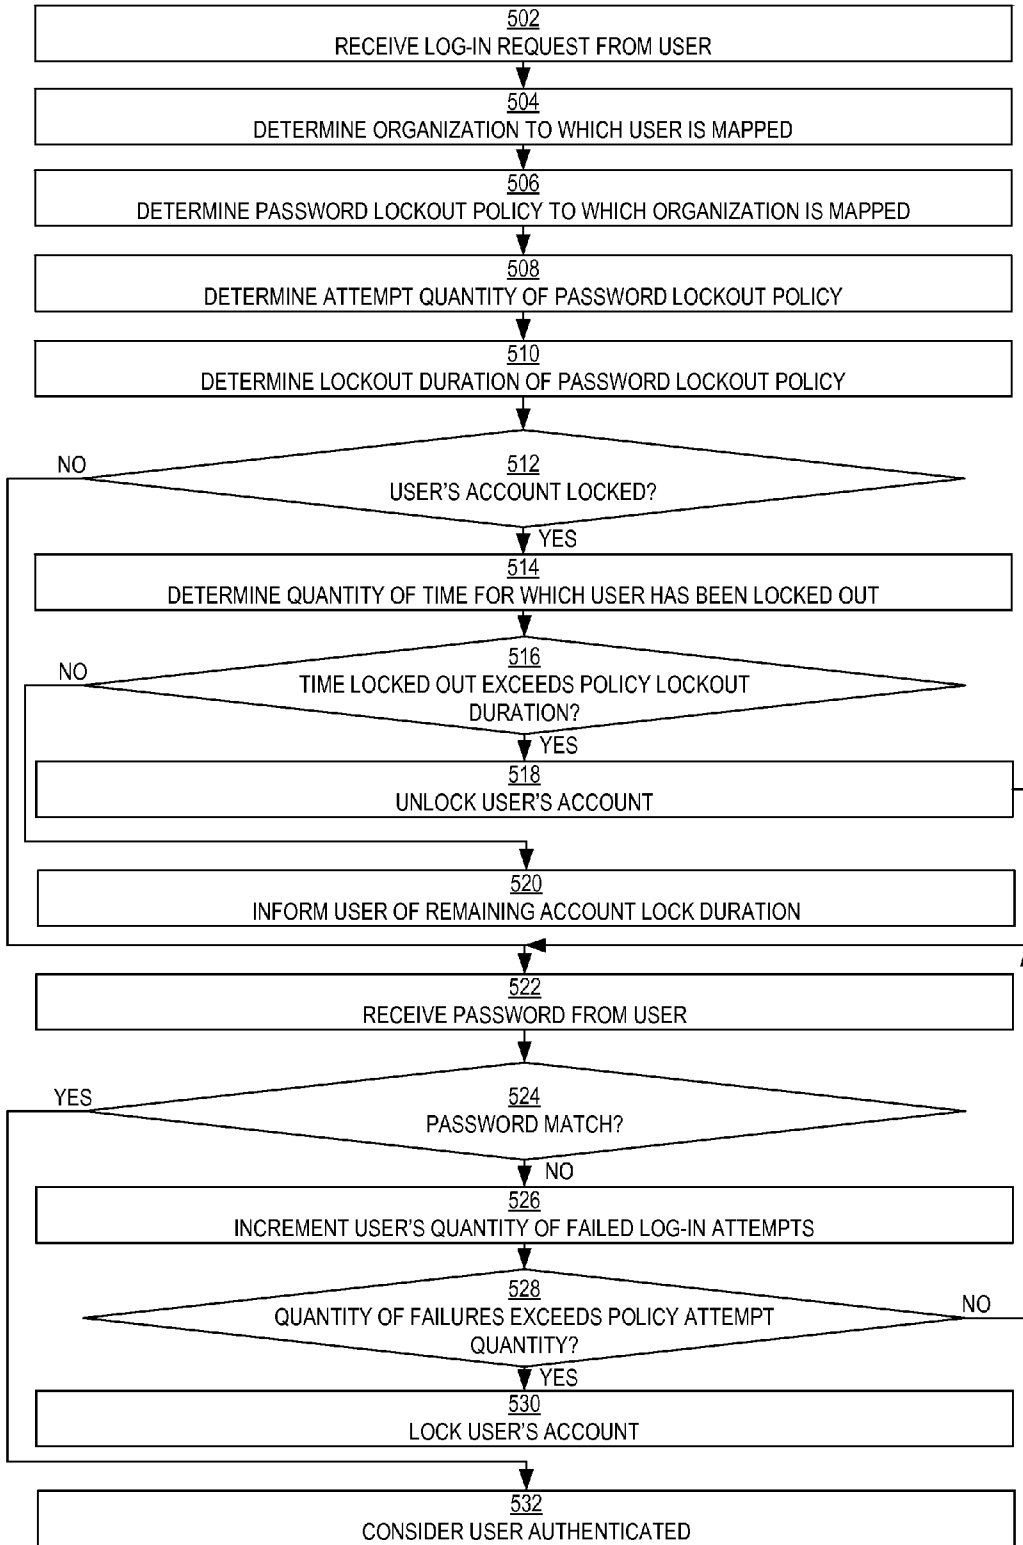 502
RECEIVE LOG-IN REQUEST FROM USER
504
DETERMINE ORGANIZATION TO WHICH USER IS MAPPED
506
DETERMINE PASSWORD LOCKOUT POLICY TO WHICH ORGANIZATION IS MAPPED
508
DETERMINE ATTEMPT QUANTITY OF PASSWORD LOCKOUT POLICY
510
DETERMINE LOCKOUT DURATION OF PASSWORD LOCKOUT POLICY
NO
512
USER'S ACCOUNT LOCKED?
YES
514
DETERMINE QUANTITY OF TIME FOR WHICH USER HAS BEEN LOCKED OUT
NO
516
TIME LOCKED OUT EXCEEDS POLICY LOCKOUT
DURATION?
YES
518
UNLOCK USER'S ACCOUNT
520
INFORM USER OF REMAINING ACCOUNT LOCK DURATION
522
RECEIVE PASSWORD FROM USER
YES
524
PASSWORD MATCH?
NO
526
INCREMENT USER'S QUANTITY OF FAILED LOG-IN ATTEMPTS
528
QUANTITY OF FAILURES EXCEEDS POLICY ATTEMPT
QUANTITY?
NO
YES
530
LOCK USER'S ACCOUNT
532
CONSIDER USER AUTHENTICATED